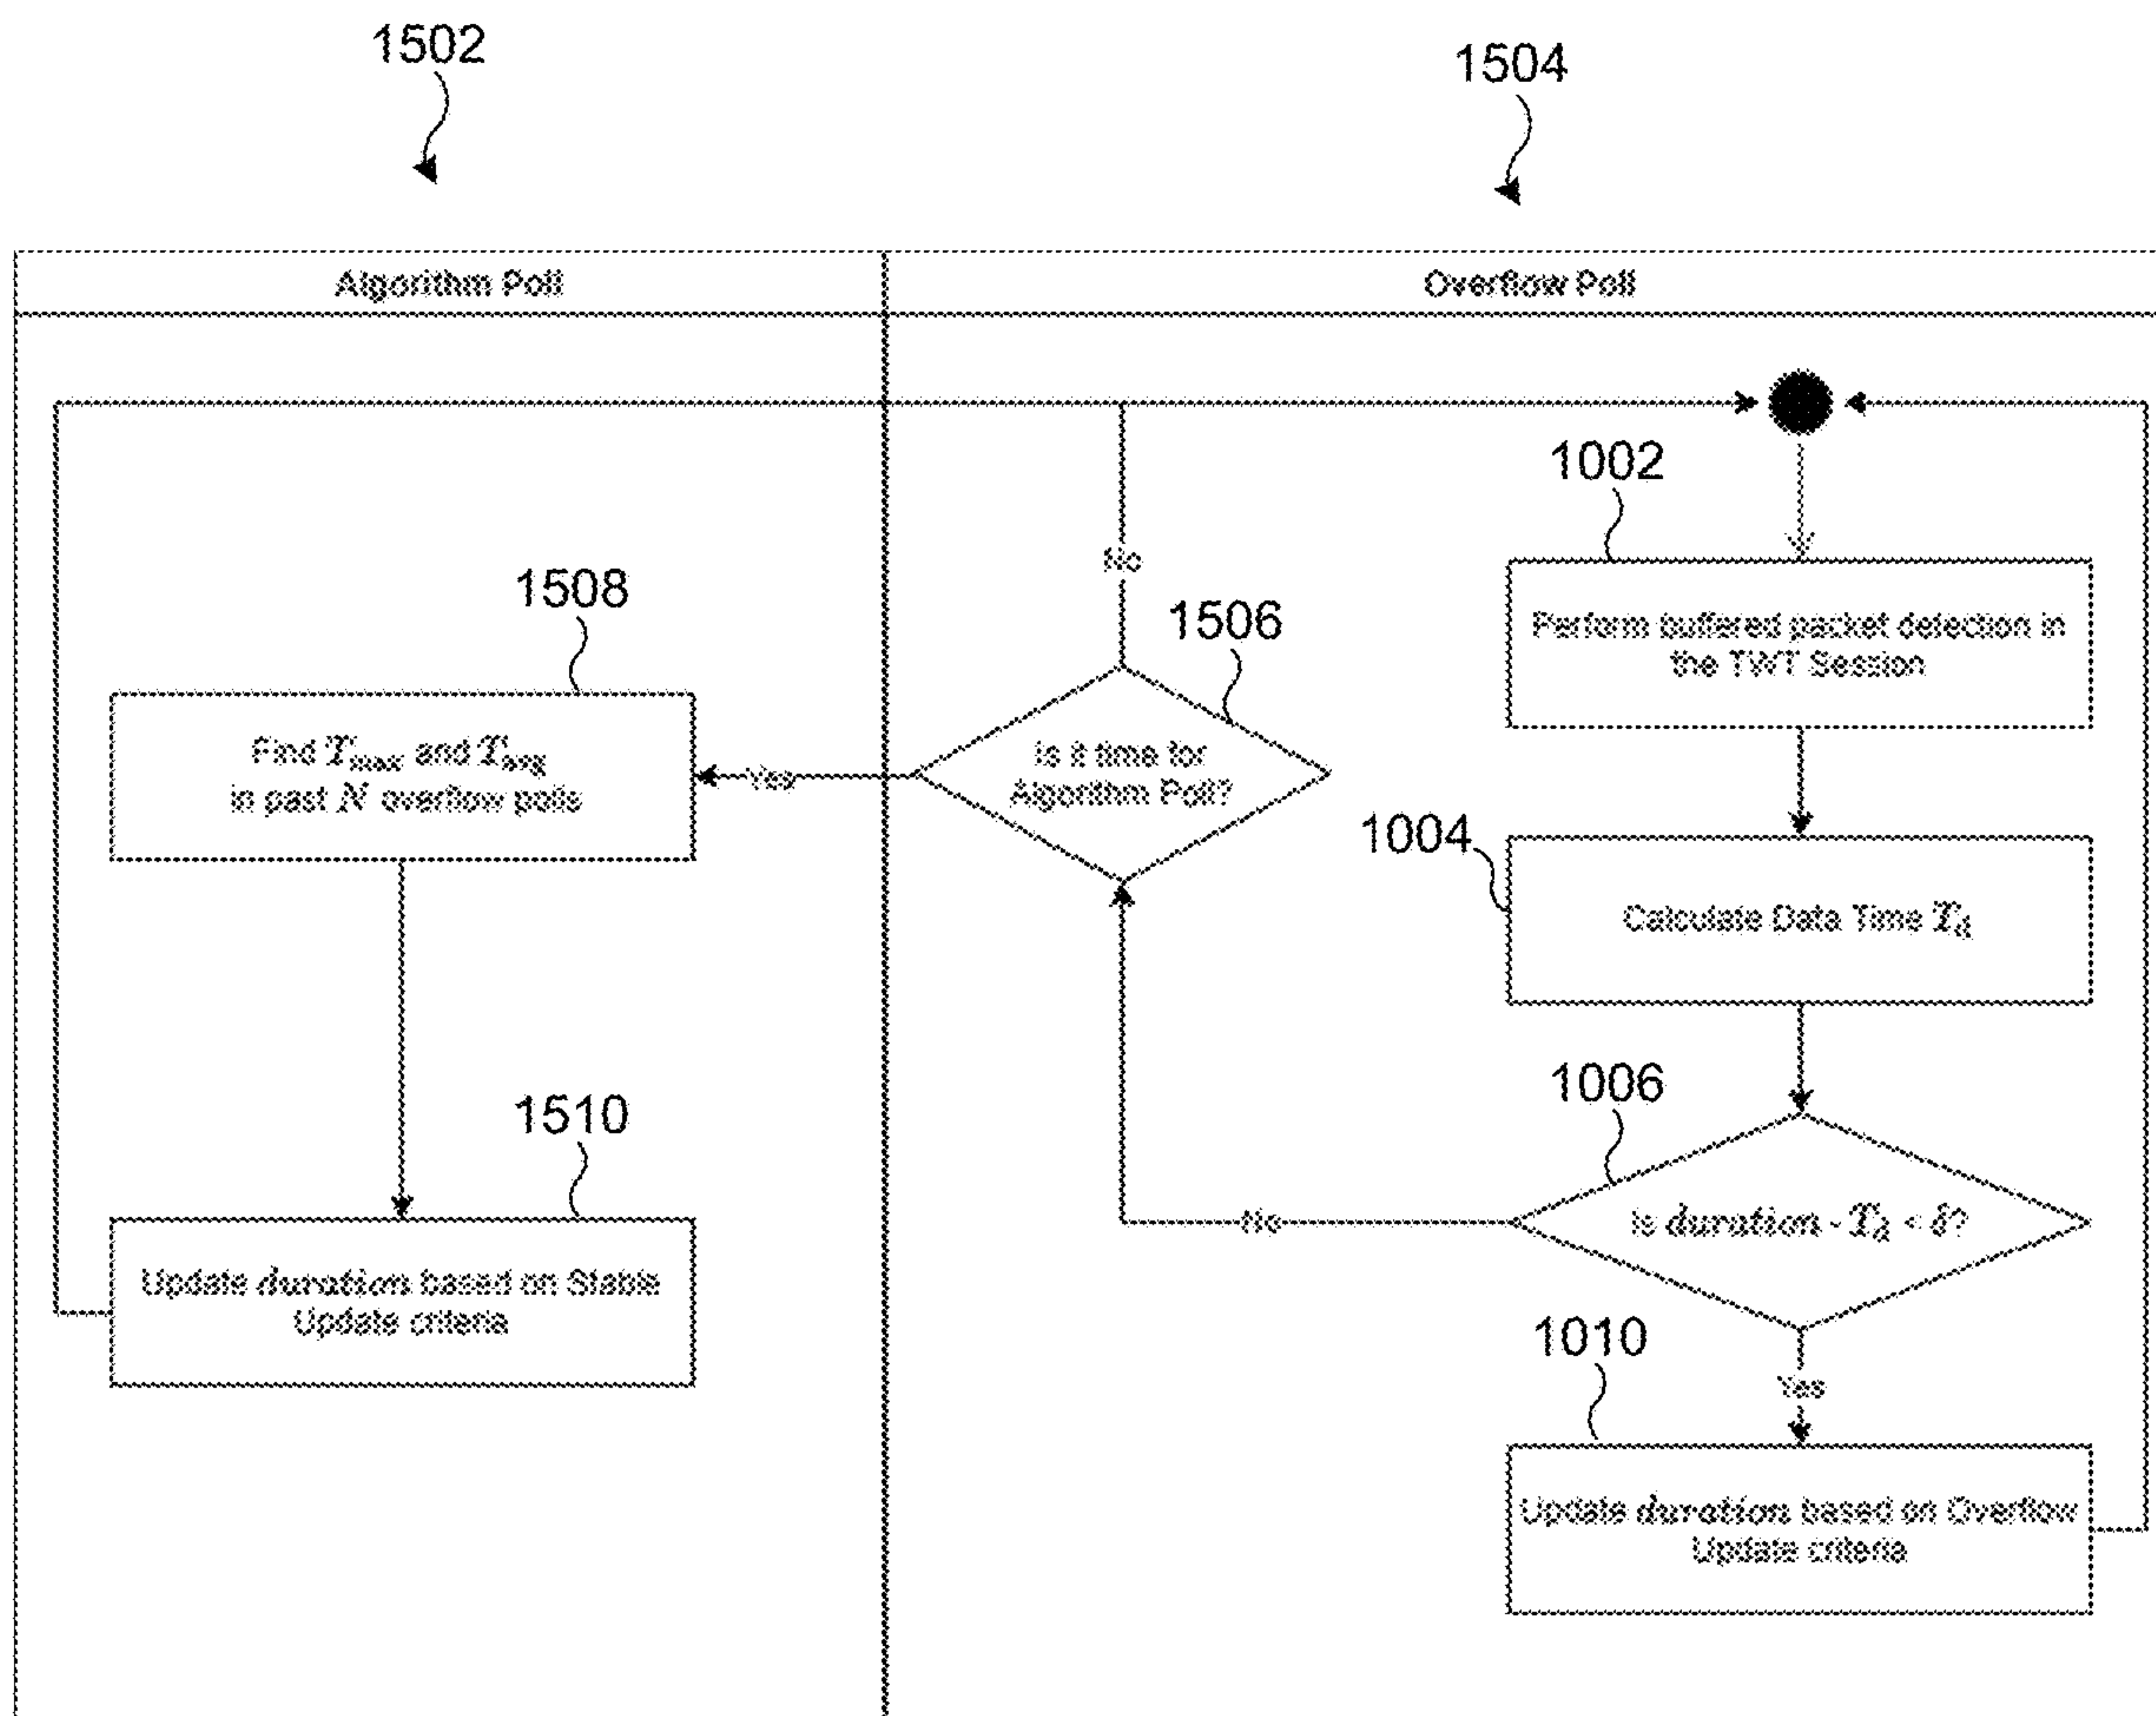 1502
1504
Algorithm Poll
Overflow Poll
1002
No
1508
1506
Perform buffered packet detection in
the TWT Session
Find T_max and T_avg
in past N overflow polls
Yes
Is it time for
Algorithm Poll?
1004
Calculate Data Time T_d
1006
1510
No
Is duration - T_d < δ?
Update duration based on Stable
Update criteria
1010
Yes
Update duration based on Overflow
Update criteria